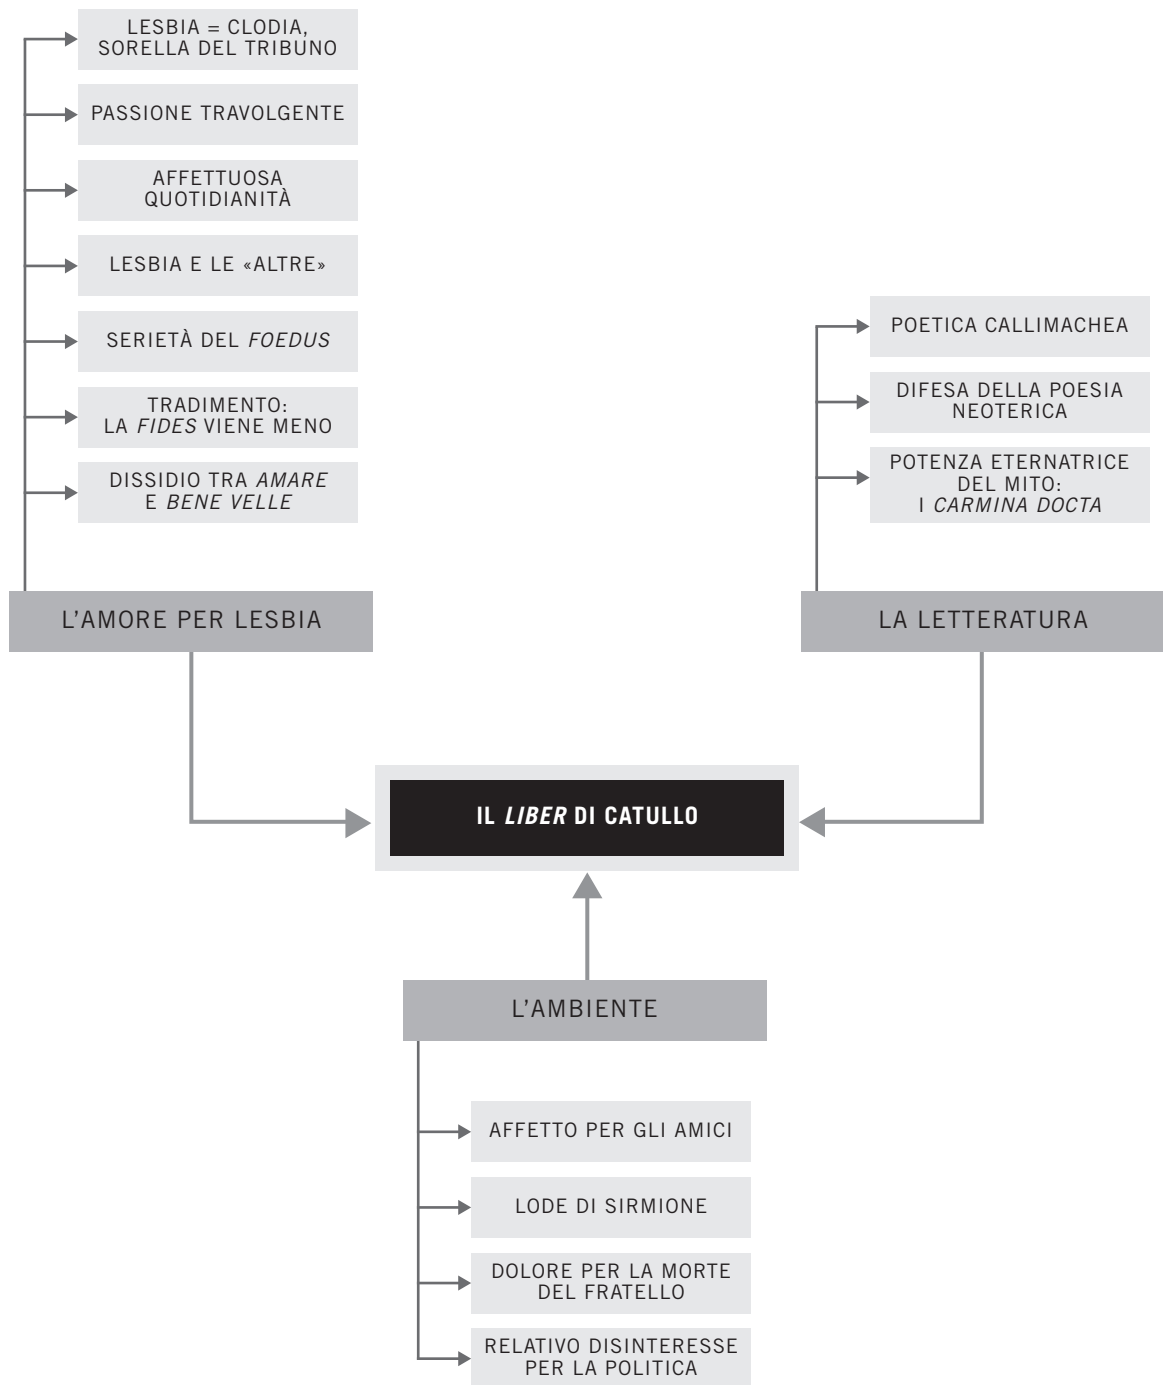 LESBIA = CLODIA,
SORELLA DEL TRIBUNO
PASSIONE TRAVOLGENTE
AFFETTUOSA
QUOTIDIANITÀ
LESBIA E LE «ALTRE»
SERIETÀ DEL FOEDUS
TRADIMENTO:
LA FIDES VIENE MENO
DISSIDIO TRA AMARE
E BENE VELLE
L’AMORE PER LESBIA
POETICA CALLIMACHEA
DIFESA DELLA POESIA
NEOTERICA
POTENZA ETERNATRICE
DEL MITO:
I CARMINA DOCTA
LA LETTERATURA
IL LIBER DI CATULLO
L’AMBIENTE
AFFETTO PER GLI AMICI
LODE DI SIRMIONE
DOLORE PER LA MORTE
DEL FRATELLO
RELATIVO DISINTERESSE
PER LA POLITICA